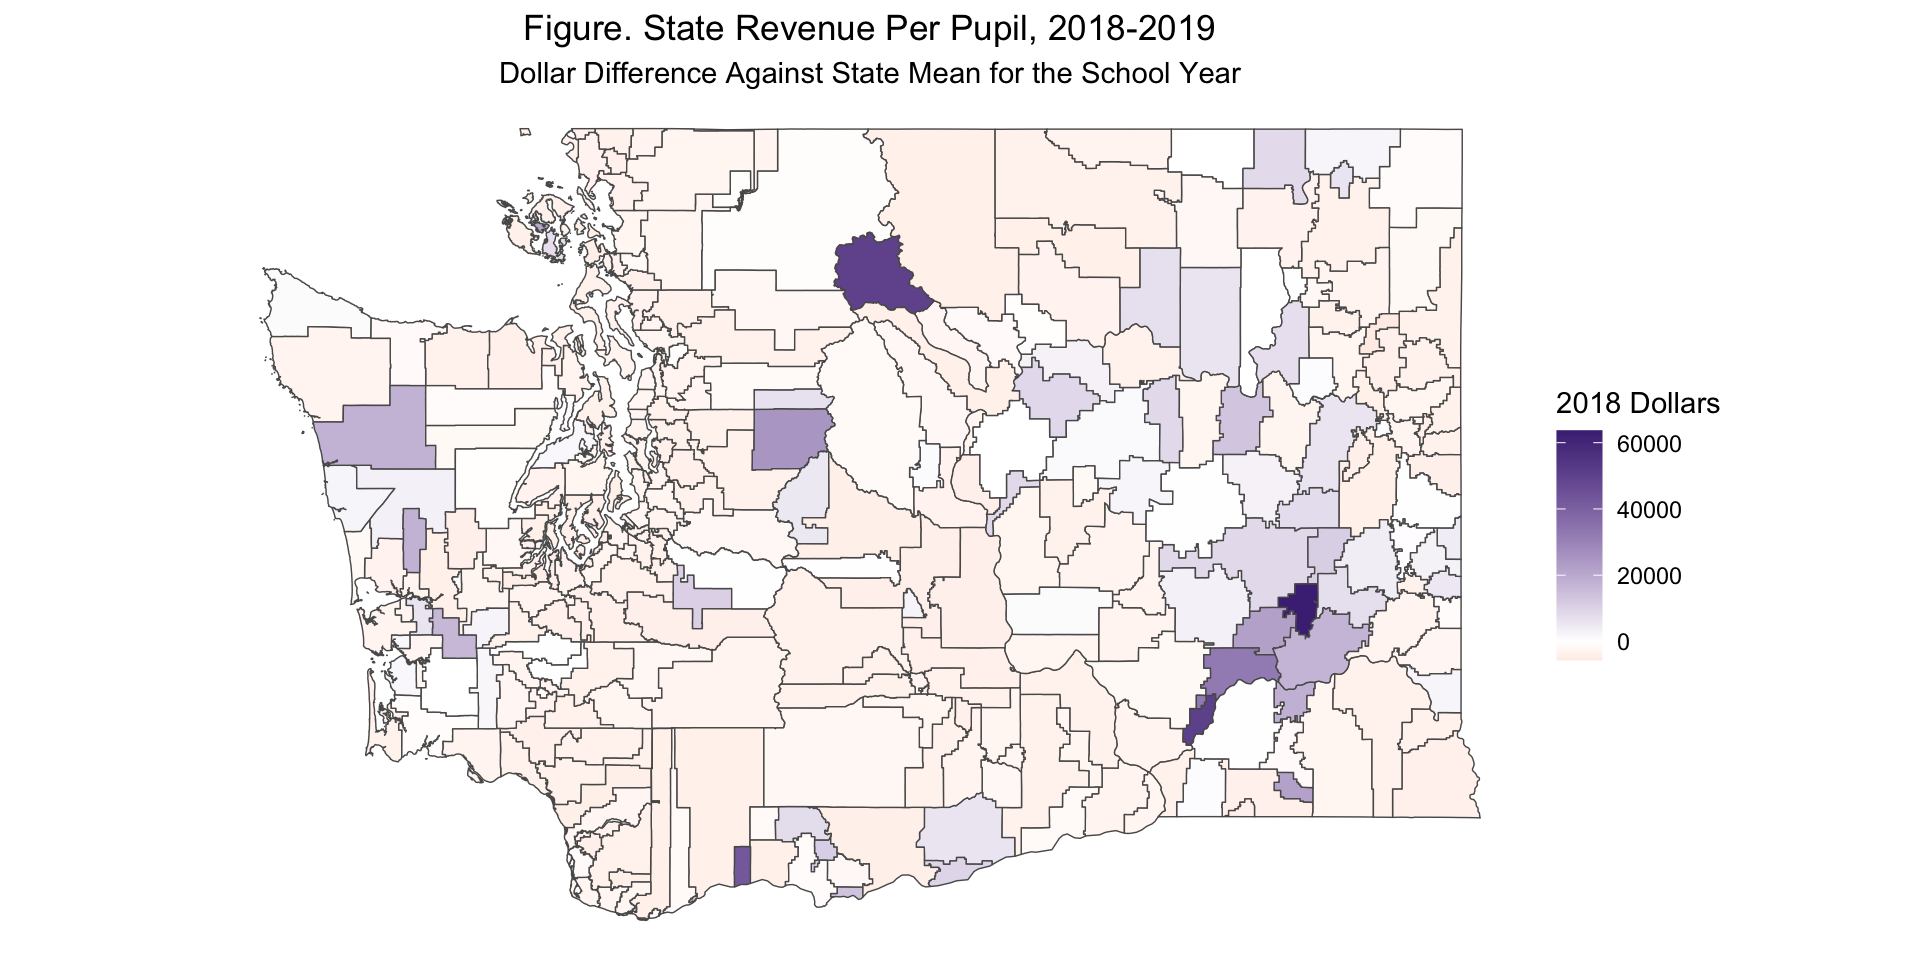 Figure. State Revenue Per Pupil, 2018-2019
Dollar Difference Against State Mean for the School Year
2018 Dollars
60000
40000
20000
0